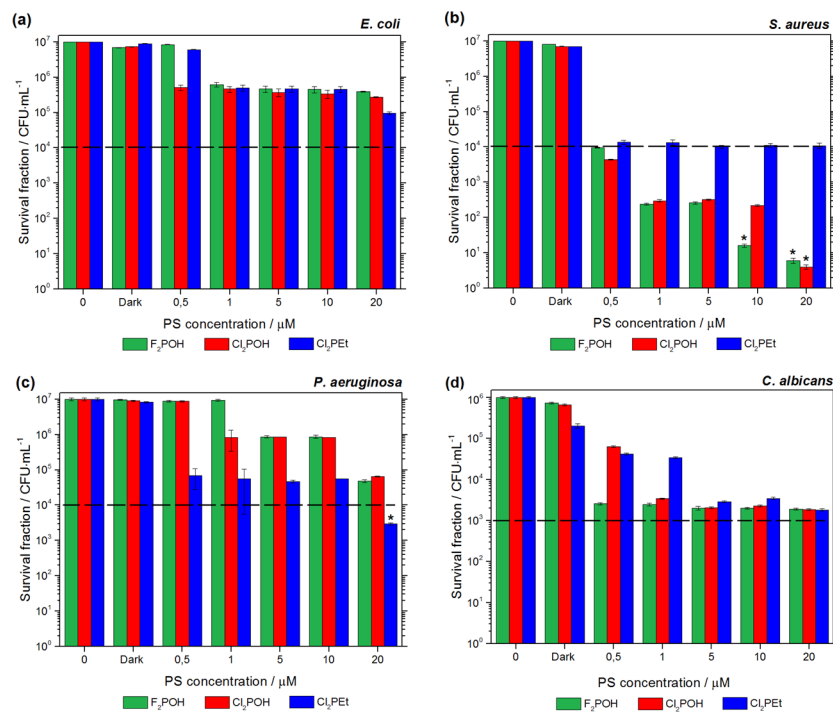 (a)
E. coli
10⁷
10⁶
10⁵
10⁴
10³
10²
10¹
10⁰
Survival fraction / CFU·mL⁻¹
0 Dark 0,5 1 5 10 20
PS concentration / μM
F₂POH Cl₂POH Cl₂PEt
(b)
S. aureus
10⁷
10⁶
10⁵
10⁴
10³
10²
10¹
10⁰
Survival fraction / CFU·mL⁻¹
* * *
0 Dark 0,5 1 5 10 20
PS concentration / μM
F₂POH Cl₂POH Cl₂PEt
(c)
P. aeruginosa
10⁷
10⁶
10⁵
10⁴
10³
10²
10¹
10⁰
Survival fraction / CFU·mL⁻¹
*
0 Dark 0,5 1 5 10 20
PS concentration / μM
F₂POH Cl₂POH Cl₂PEt
(d)
C. albicans
10⁶
10⁵
10⁴
10³
10²
10¹
10⁰
Survival fraction / CFU·mL⁻¹
0 Dark 0,5 1 5 10 20
PS concentration / μM
F₂POH Cl₂POH Cl₂PEt